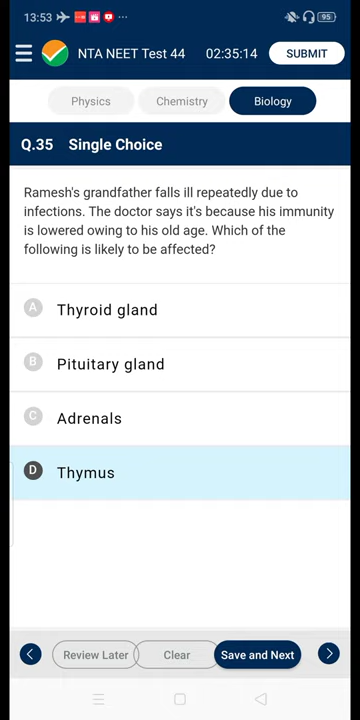 13:53 95
NTA NEET Test 44 02:35:14 SUBMIT
Physics Chemistry Biology
Q.35 Single Choice
Ramesh's grandfather falls ill repeatedly due to
infections. The doctor says it's because his immunity
is lowered owing to his old age. Which of the
following is likely to be affected?
A Thyroid gland
B Pituitary gland
C Adrenals
D Thymus
Review Later Clear Save and Next